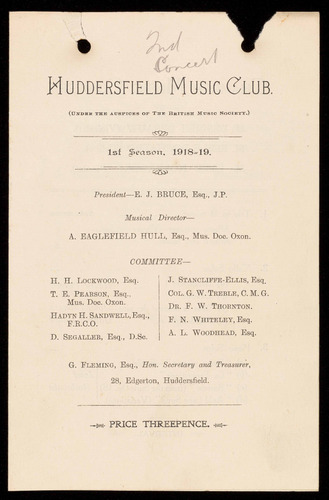 2nd
Concert
Huddersfield Music Club.
(Under the auspices of The British Music Society.)
1st Season, 1918-19.
President—E. J. BRUCE, Esq., J.P.
Musical Director—
A. EAGLEFIELD HULL, Esq., Mus. Doc. Oxon.
COMMITTEE—
H. H. Lockwood, Esq.
T. E. Pearson, Esq.,
Mus. Doc. Oxon.
Hadyn H. Sandwell, Esq.,
F.R.C.O.
D. Segaller, Esq., D.Sc.
J. Stancliffe-Ellis, Esq.
Col. G. W. Treble, C. M. G.
Dr. F. W. Thornton.
F. N. Whiteley, Esq.
A. L. Woodhead, Esq.
G. Fleming, Esq., Hon. Secretary and Treasurer,
28, Edgerton, Huddersfield.
PRICE THREEPENCE.